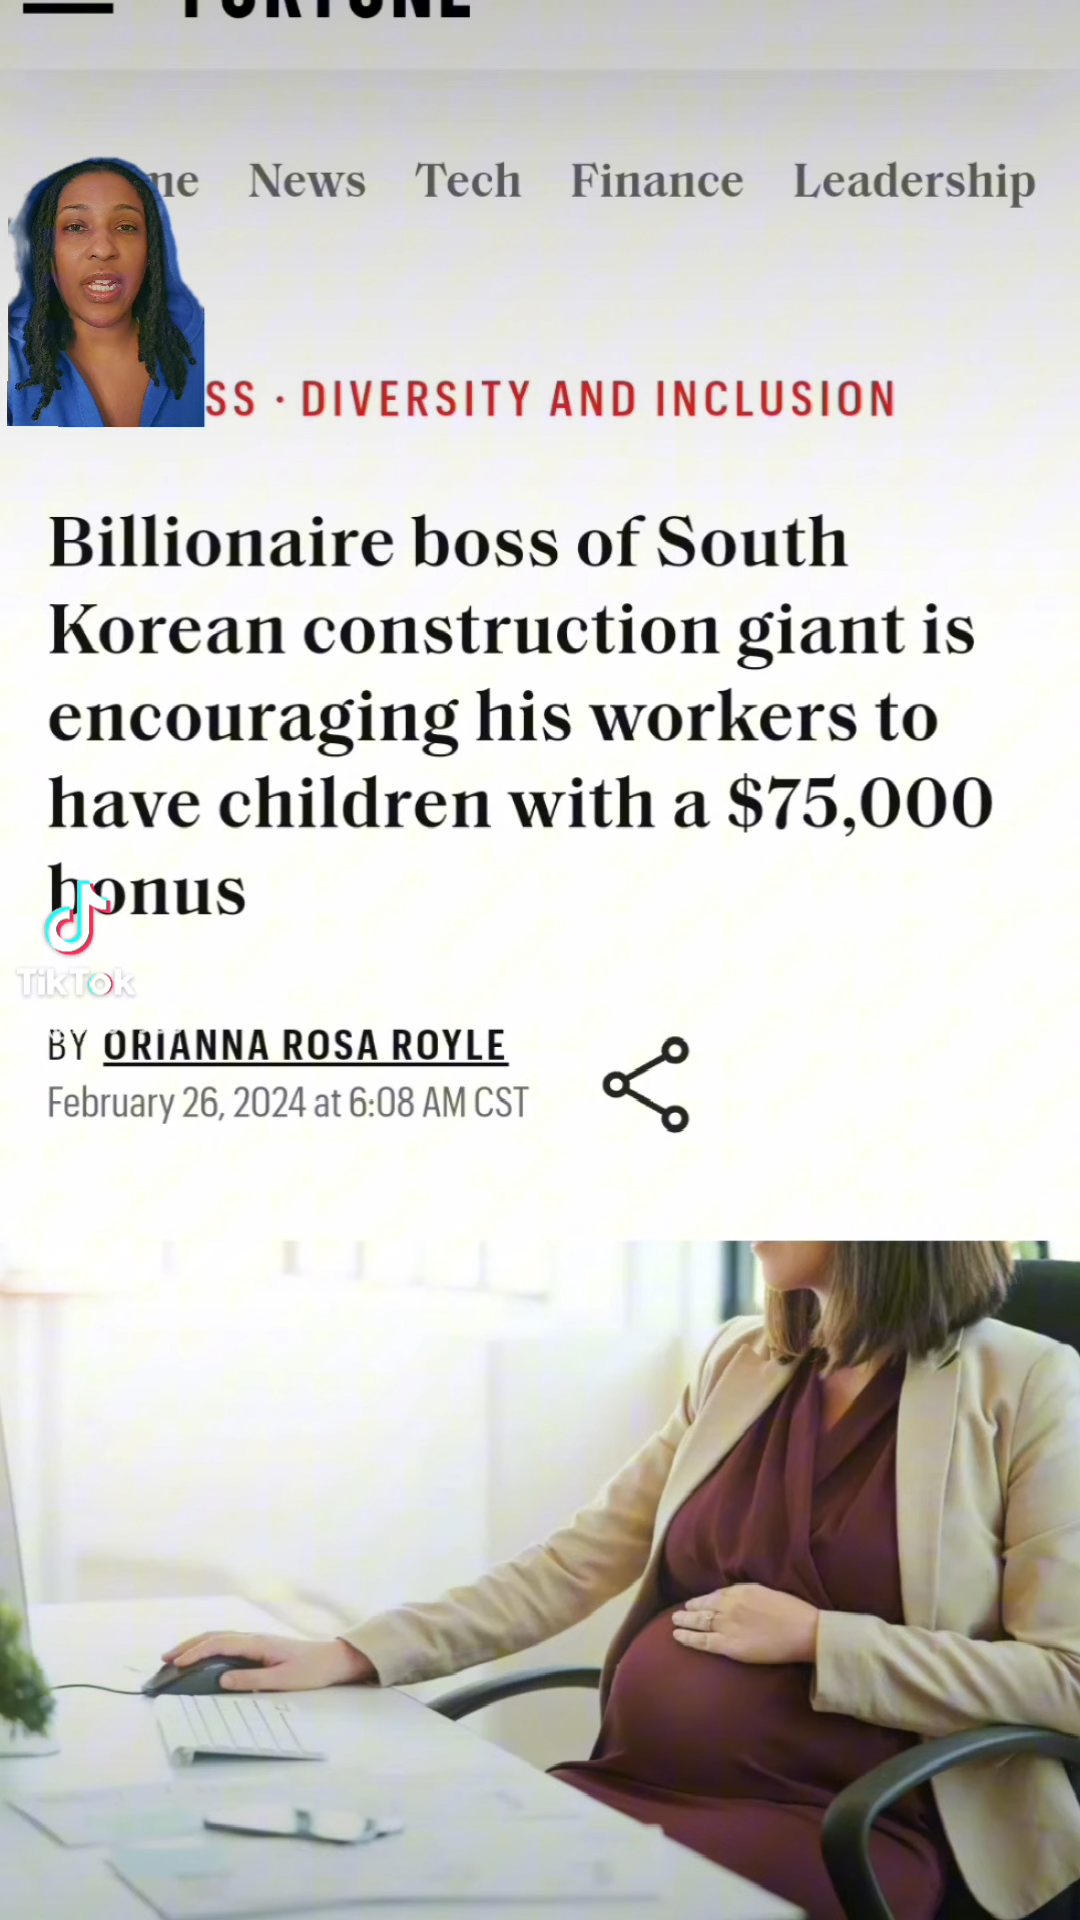 FORTUNE
me News Tech Finance Leadership
SS · DIVERSITY AND INCLUSION
Billionaire boss of South
Korean construction giant is
encouraging his workers to
have children with a $75,000
bonus
TikTok
BY ORIANNA ROSA ROYLE
February 26, 2024 at 6:08 AM CST